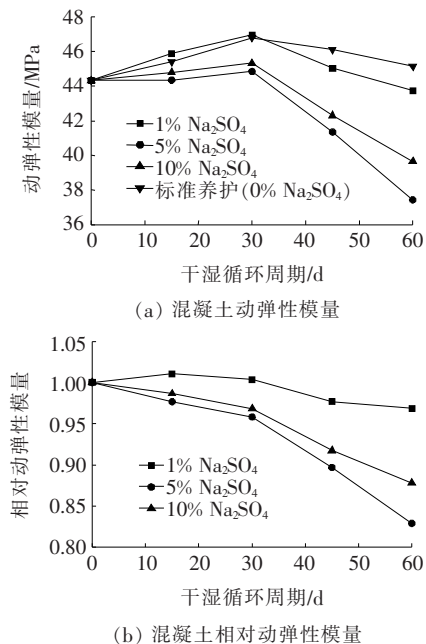 48
46
44
42
40
38
36
动弹性模量/MPa
1% Na₂SO₄
5% Na₂SO₄
10% Na₂SO₄
标准养护(0% Na₂SO₄)
0 10 20 30 40 50 60
干湿循环周期/d
(a) 混凝土动弹性模量
1.05
1.00
0.95
0.90
0.85
0.80
相对动弹性模量
1% Na₂SO₄
5% Na₂SO₄
10% Na₂SO₄
0 10 20 30 40 50 60
干湿循环周期/d
(b) 混凝土相对动弹性模量